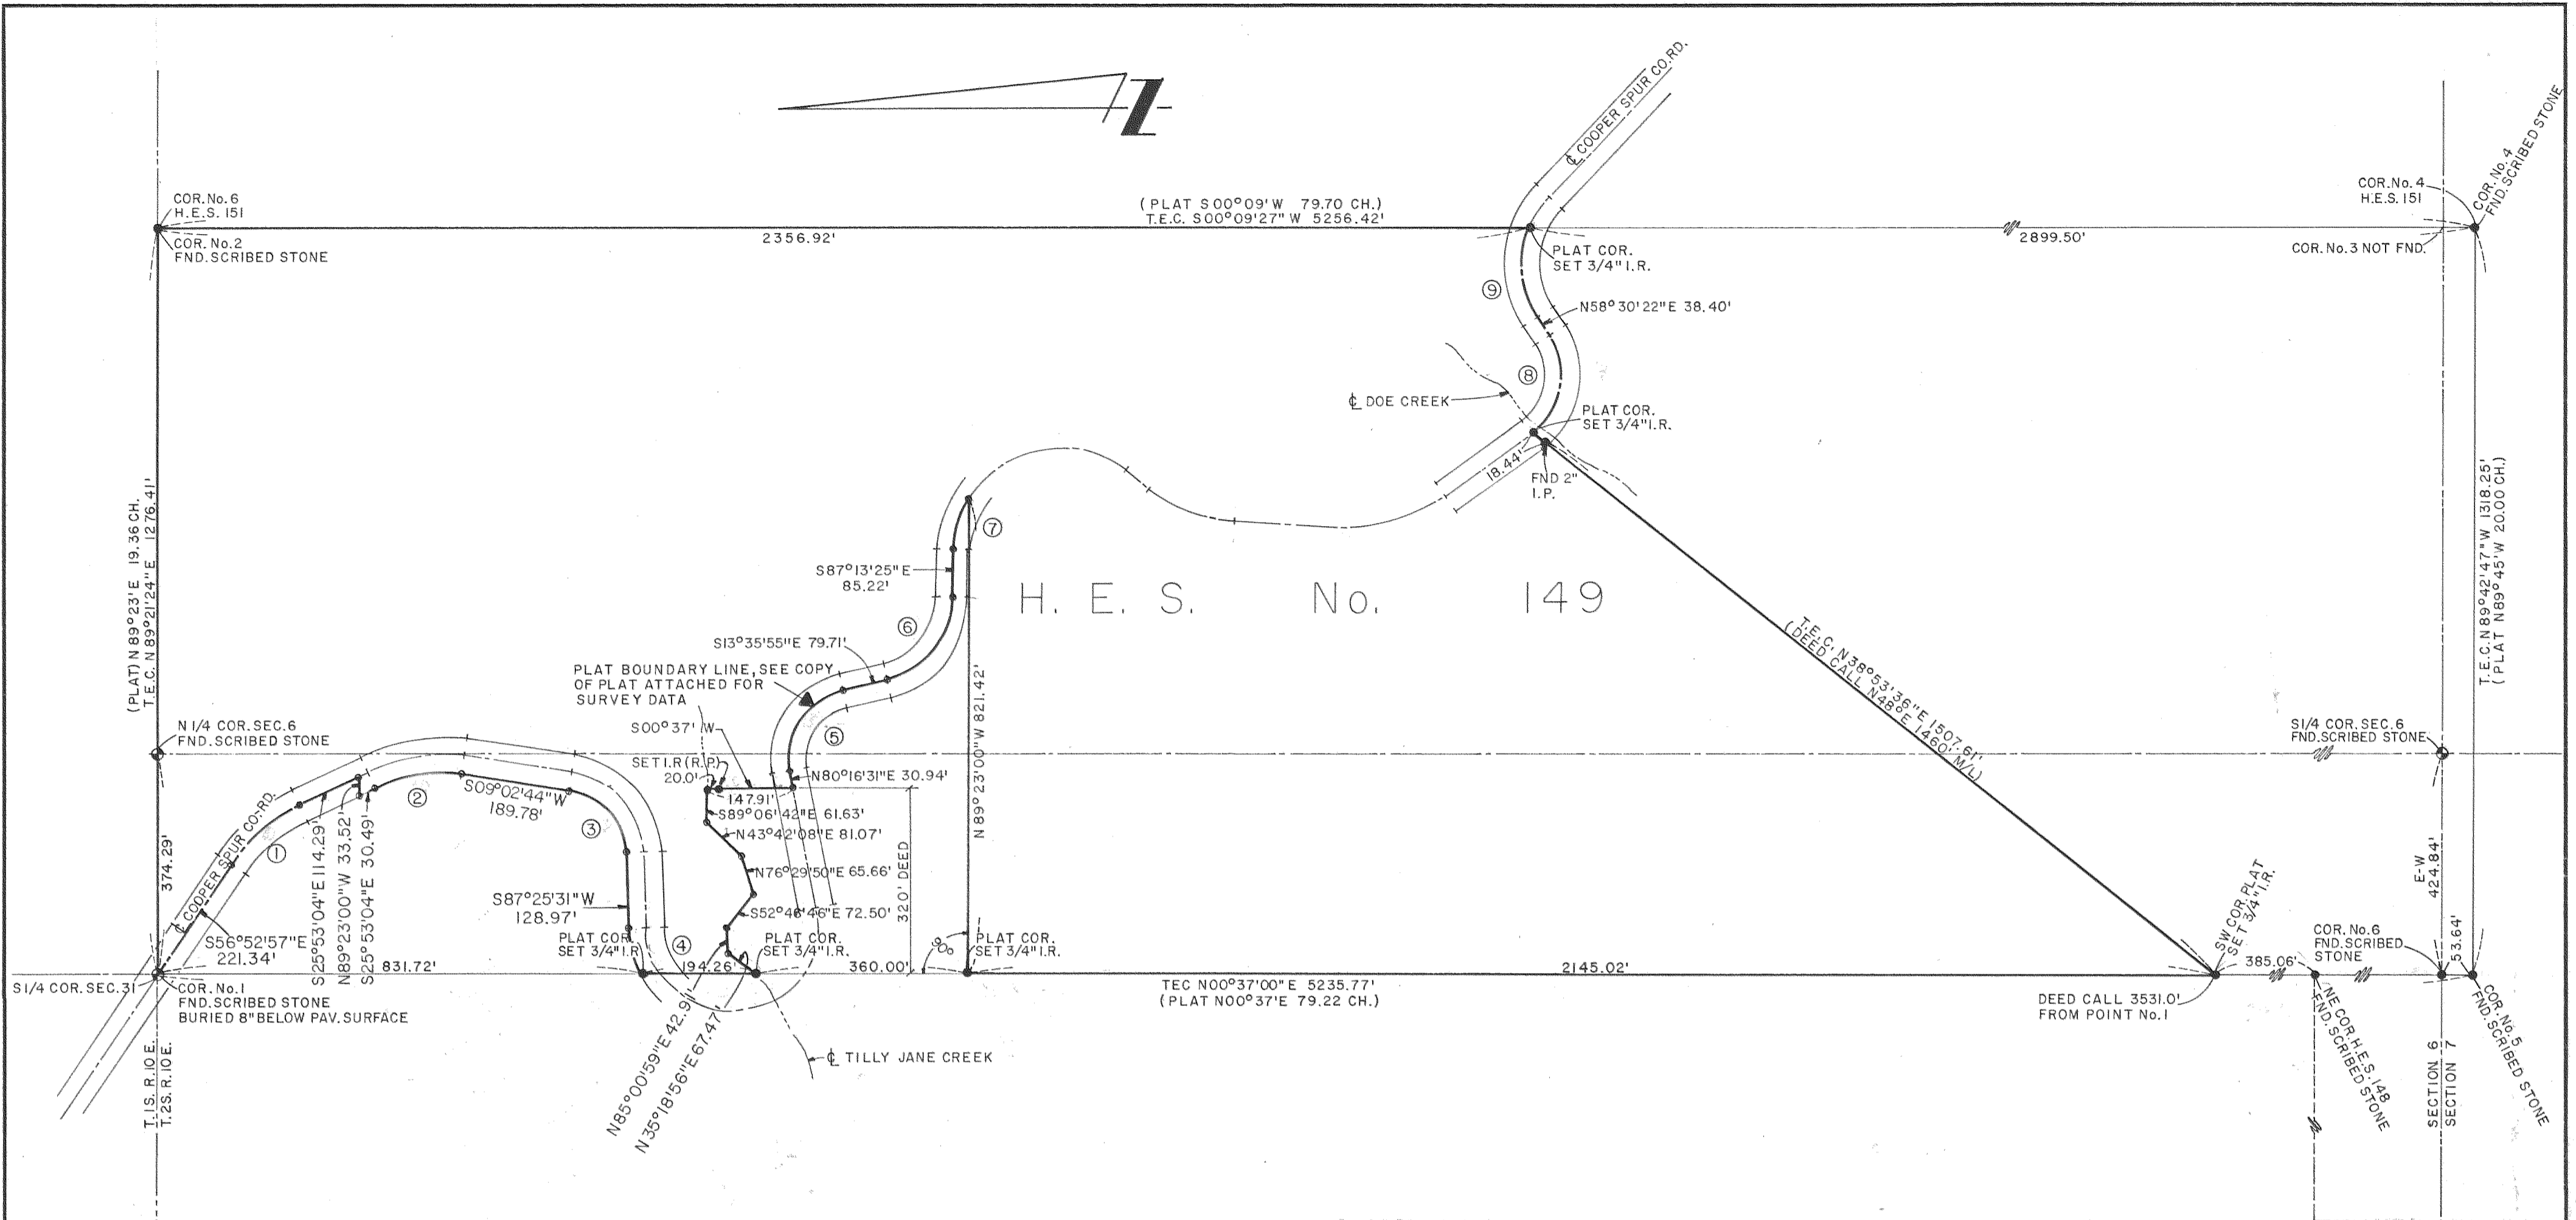 Z
℄ COOPER SPUR CO. RD.
COR. No. 6
H.E.S. 151
COR. No. 2
FND. SCRIBED STONE
( PLAT S 00°09' W 79.70 CH.)
T.E.C. S 00°09'27" W 5256.42'
2356.92'
PLAT COR.
SET 3/4" I.R.
2899.50'
COR. No. 4
H.E.S. 151
COR. No. 3 NOT FND.
COR. No. 4
FND. SCRIBED STONE
⑨
N58°30'22"E 38.40'
⑧
℄ DOE CREEK
PLAT COR.
SET 3/4" I.R.
18.44'
FND 2"
I.P.
(PLAT) N 89°23' E 19.36 CH.
T.E.C. N 89°21'24" E 1276.41'
⑦
S87°13'25"E
85.22'
H. E. S. No. 149
⑥
S13°35'55"E 79.71'
PLAT BOUNDARY LINE, SEE COPY
OF PLAT ATTACHED FOR
SURVEY DATA
S00°37' W
⑤
SET I.R (R.P.)
20.0'
N80°16'31"E 30.94'
147.91'
S89°06'42"E 61.63'
N43°42'08"E 81.07'
N76°29'50"E 65.66'
S52°46'46"E 72.50'
N 89°23'00" W 821.42'
320' DEED
90°
T.E.C. N38°53'36"E 1507.61'
(DEED CALL N48°E 1460' M/L)
T.E.C. N 89°42'47" W 1318.25'
( PLAT N 89°45' W 20.00 CH.)
N 1/4 COR. SEC. 6
FND. SCRIBED STONE
S1/4 COR. SEC. 6
FND. SCRIBED STONE
374.29'
℄ COOPER SPUR CO. RD.
①
S56°52'57"E
221.34'
S25°53'04"E 114.29'
N89°23'00"W 33.52'
S25°53'04"E 30.49'
②
S09°02'44"W
189.78'
③
S87°25'31"W
128.97'
PLAT COR.
SET 3/4" I.R
④
PLAT COR.
SET 3/4" I.R.
PLAT COR.
SET 3/4" I.R.
831.72'
194.26'
360.00'
2145.02'
TEC N00°37'00" E 5235.77'
(PLAT N00°37'E 79.22 CH.)
S 1/4 COR. SEC. 31
COR. No. 1
FND. SCRIBED STONE
BURIED 8" BELOW PAV. SURFACE
T. 1S. R. 10 E.
T. 2S. R. 10 E.
N85°00'59"E 42.91'
N35°18'56"E 67.47'
℄ TILLY JANE CREEK
SW COR. PLAT
SET 3/4" I.R.
DEED CALL 3531.0'
FROM POINT No. 1
385.06'
NE COR. H.E.S. 148
FND. SCRIBED STONE
COR. No. 6
FND. SCRIBED
STONE
E-W
424.84'
53.64'
COR. No. 5
FND. SCRIBED STONE
SECTION 6
SECTION 7